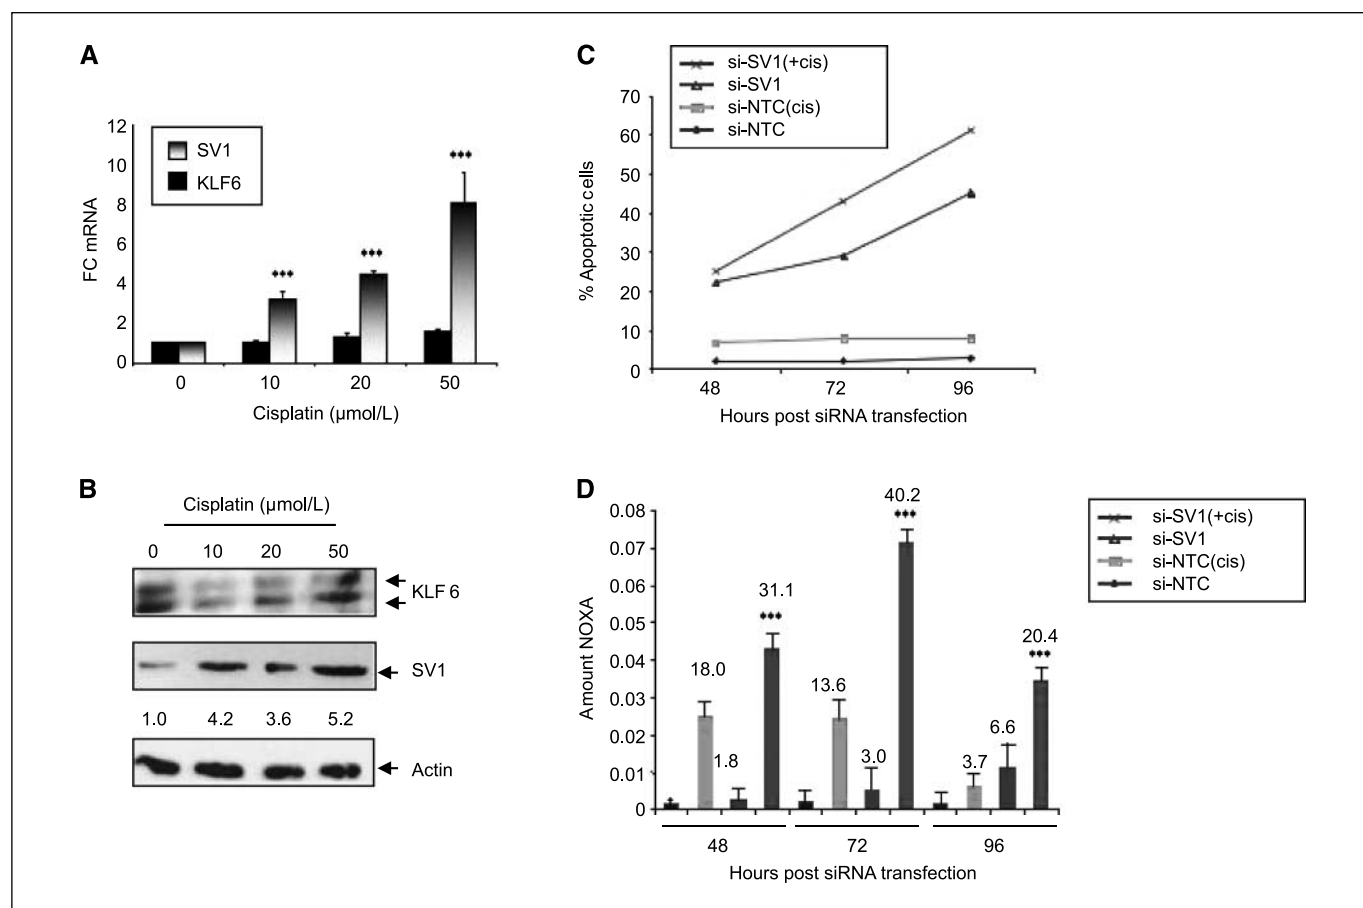 A
12
10
8
6
4
2
0
FC mRNA
SV1
KLF6
***
***
***
0 10 20 50
Cisplatin (µmol/L)
B
Cisplatin (µmol/L)
0 10 20 50
KLF 6
SV1
1.0 4.2 3.6 5.2
Actin
C
si-SV1(+cis)
si-SV1
si-NTC(cis)
si-NTC
70
60
50
40
30
20
10
0
% Apoptotic cells
48 72 96
Hours post siRNA transfection
D
0.08
0.07
0.06
0.05
0.04
0.03
0.02
0.01
0
Amount NOXA
18.0
1.8
31.1
***
13.6
3.0
40.2
***
3.7
6.6
20.4
***
48 72 96
Hours post siRNA transfection
si-SV1(+cis)
si-SV1
si-NTC(cis)
si-NTC